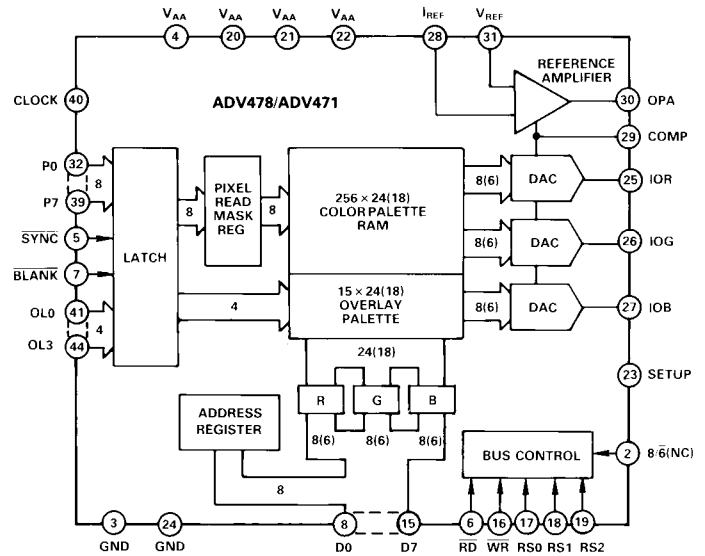 VAA VAA VAA VAA IREF VREF
4 20 21 22 28 31
REFERENCE
AMPLIFIER
CLOCK 40
ADV478/ADV471
30 OPA
29 COMP
P0 32
8
P7 39
SYNC 5
BLANK 7
OL0 41
4
OL3 44
LATCH
8
PIXEL
READ
MASK
REG
8
256 × 24(18)
COLOR PALETTE
RAM
8(6)
DAC
25 IOR
8(6)
DAC
26 IOG
4
15 × 24(18)
OVERLAY
PALETTE
8(6)
DAC
27 IOB
24(18)
23 SETUP
R G B
8(6) 8(6) 8(6)
ADDRESS
REGISTER
8
BUS CONTROL
2 8/6(NC)
3 24 8 15 6 16 17 18 19
GND GND D0 D7 RD WR RS0 RS1 RS2